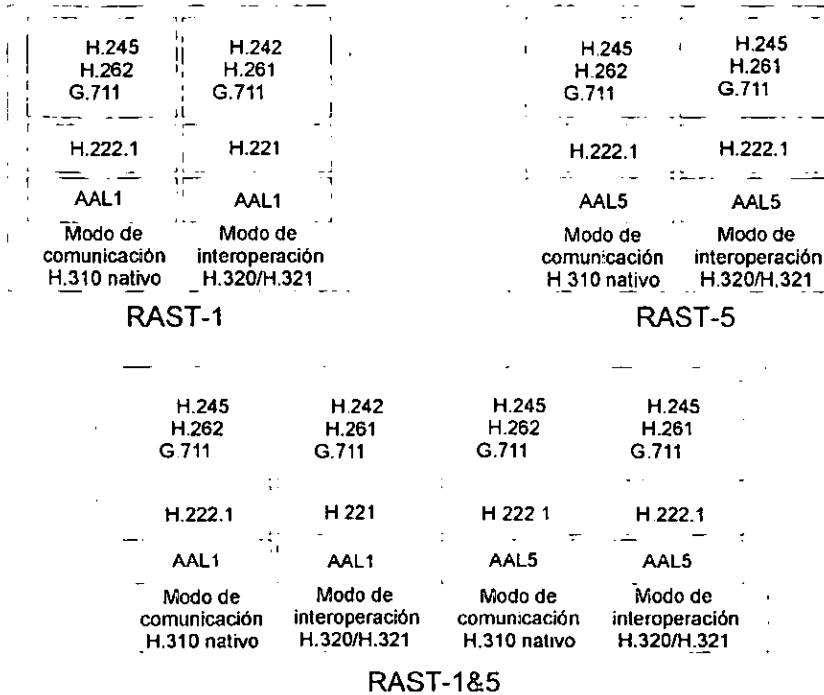 H.245
H.262
G.711
H.242
H.261
G.711
H.222.1
H.221
AAL1
AAL1
Modo de
comunicación
H.310 nativo
Modo de
interoperación
H.320/H.321
RAST-1
H.245
H.262
G.711
H.245
H.261
G.711
H.222.1
H.222.1
AAL5
AAL5
Modo de
comunicación
H 310 nativo
Modo de
interoperación
H.320/H.321
RAST-5
H.245
H.262
G.711
H.242
H.261
G.711
H.245
H.262
G.711
H.245
H.261
G.711
H.222.1
H 221
H 222 1
H.222.1
AAL1
AAL1
AAL5
AAL5
Modo de
comunicación
H.310 nativo
Modo de
interoperación
H.320/H.321
Modo de
comunicación
H.310 nativo
Modo de
interoperación
H.320/H.321
RAST-1&5